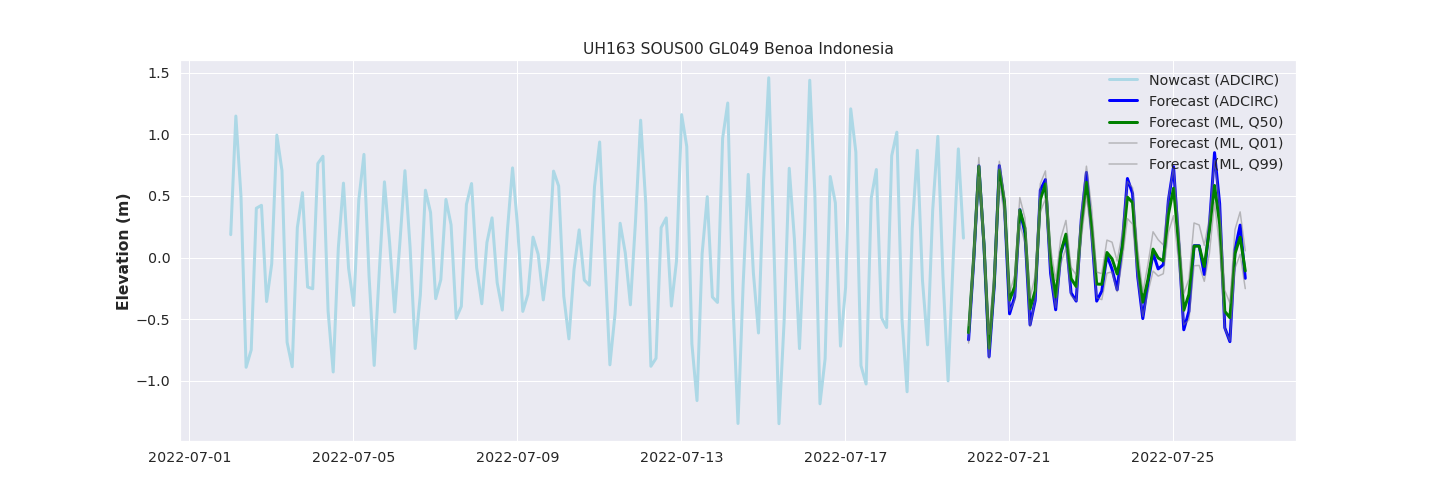 UH163 SOUS00 GL049 Benoa Indonesia
Elevation (m)
1.5
1.0
0.5
0.0
−0.5
−1.0
Nowcast (ADCIRC)
Forecast (ADCIRC)
Forecast (ML, Q50)
Forecast (ML, Q01)
Forecast (ML, Q99)
2022-07-01
2022-07-05
2022-07-09
2022-07-13
2022-07-17
2022-07-21
2022-07-25